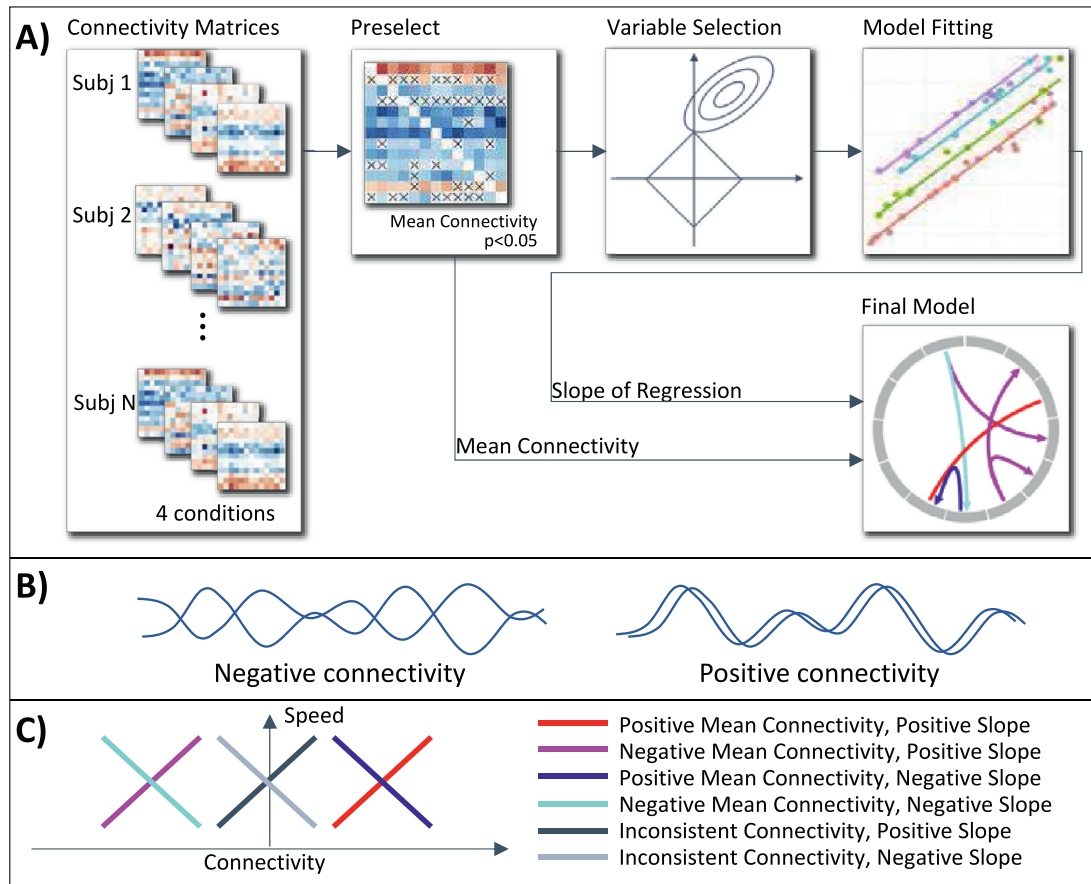 A)
Connectivity Matrices
Preselect
Variable Selection
Model Fitting
Subj 1
Subj 2
Subj N
4 conditions
Mean Connectivity
p<0.05
Final Model
Slope of Regression
Mean Connectivity
B)
Negative connectivity
Positive connectivity
C)
Speed
Connectivity
Positive Mean Connectivity, Positive Slope
Negative Mean Connectivity, Positive Slope
Positive Mean Connectivity, Negative Slope
Negative Mean Connectivity, Negative Slope
Inconsistent Connectivity, Positive Slope
Inconsistent Connectivity, Negative Slope